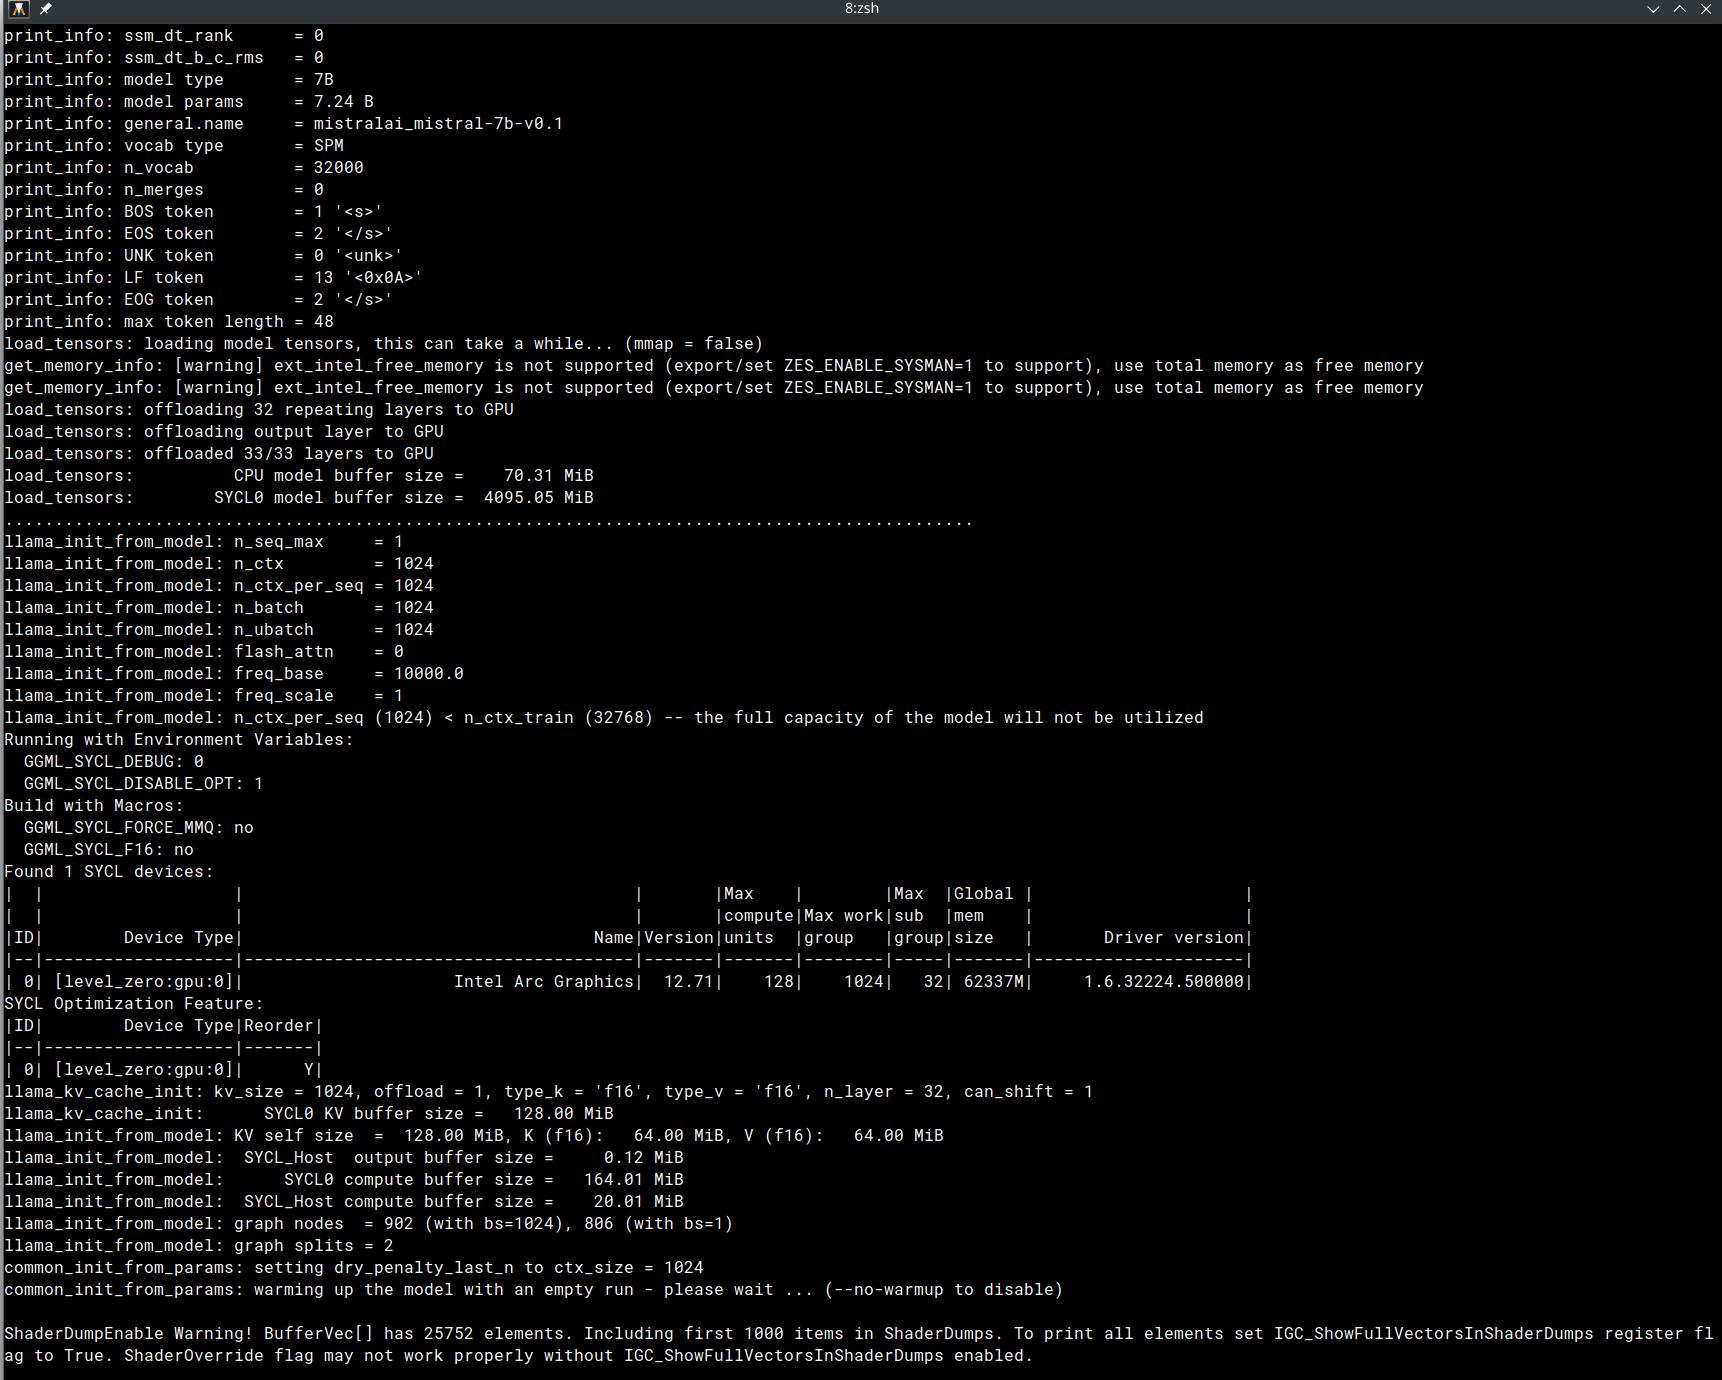 8:zsh
print_info: ssm_dt_rank      = 0
print_info: ssm_dt_b_c_rms   = 0
print_info: model type       = 7B
print_info: model params     = 7.24 B
print_info: general.name     = mistralai_mistral-7b-v0.1
print_info: vocab type       = SPM
print_info: n_vocab          = 32000
print_info: n_merges         = 0
print_info: BOS token        = 1 '<s>'
print_info: EOS token        = 2 '</s>'
print_info: UNK token        = 0 '<unk>'
print_info: LF token         = 13 '<0x0A>'
print_info: EOG token        = 2 '</s>'
print_info: max token length = 48
load_tensors: loading model tensors, this can take a while... (mmap = false)
get_memory_info: [warning] ext_intel_free_memory is not supported (export/set ZES_ENABLE_SYSMAN=1 to support), use total memory as free memory
get_memory_info: [warning] ext_intel_free_memory is not supported (export/set ZES_ENABLE_SYSMAN=1 to support), use total memory as free memory
load_tensors: offloading 32 repeating layers to GPU
load_tensors: offloading output layer to GPU
load_tensors: offloaded 33/33 layers to GPU
load_tensors:          CPU model buffer size =    70.31 MiB
load_tensors:        SYCL0 model buffer size =  4095.05 MiB
.................................................................................................
llama_init_from_model: n_seq_max     = 1
llama_init_from_model: n_ctx         = 1024
llama_init_from_model: n_ctx_per_seq = 1024
llama_init_from_model: n_batch       = 1024
llama_init_from_model: n_ubatch      = 1024
llama_init_from_model: flash_attn    = 0
llama_init_from_model: freq_base     = 10000.0
llama_init_from_model: freq_scale    = 1
llama_init_from_model: n_ctx_per_seq (1024) < n_ctx_train (32768) -- the full capacity of the model will not be utilized
Running with Environment Variables:
  GGML_SYCL_DEBUG: 0
  GGML_SYCL_DISABLE_OPT: 1
Build with Macros:
  GGML_SYCL_FORCE_MMQ: no
  GGML_SYCL_F16: no
Found 1 SYCL devices:
|  |                   |                                       |       |Max    |        |Max  |Global |                     |
|  |                   |                                       |       |compute|Max work|sub  |mem    |                     |
|ID|        Device Type|                                   Name|Version|units  |group   |group|size   |       Driver version|
|--|-------------------|---------------------------------------|-------|-------|--------|-----|-------|---------------------|
| 0| [level_zero:gpu:0]|                     Intel Arc Graphics|  12.71|    128|    1024|   32| 62337M|     1.6.32224.500000|
SYCL Optimization Feature:
|ID|        Device Type|Reorder|
|--|-------------------|-------|
| 0| [level_zero:gpu:0]|      Y|
llama_kv_cache_init: kv_size = 1024, offload = 1, type_k = 'f16', type_v = 'f16', n_layer = 32, can_shift = 1
llama_kv_cache_init:      SYCL0 KV buffer size =   128.00 MiB
llama_init_from_model: KV self size  =  128.00 MiB, K (f16):   64.00 MiB, V (f16):   64.00 MiB
llama_init_from_model:  SYCL_Host  output buffer size =     0.12 MiB
llama_init_from_model:      SYCL0 compute buffer size =   164.01 MiB
llama_init_from_model:  SYCL_Host compute buffer size =    20.01 MiB
llama_init_from_model: graph nodes  = 902 (with bs=1024), 806 (with bs=1)
llama_init_from_model: graph splits = 2
common_init_from_params: setting dry_penalty_last_n to ctx_size = 1024
common_init_from_params: warming up the model with an empty run - please wait ... (--no-warmup to disable)
ShaderDumpEnable Warning! BufferVec[] has 25752 elements. Including first 1000 items in ShaderDumps. To print all elements set IGC_ShowFullVectorsInShaderDumps register fl
ag to True. ShaderOverride flag may not work properly without IGC_ShowFullVectorsInShaderDumps enabled.